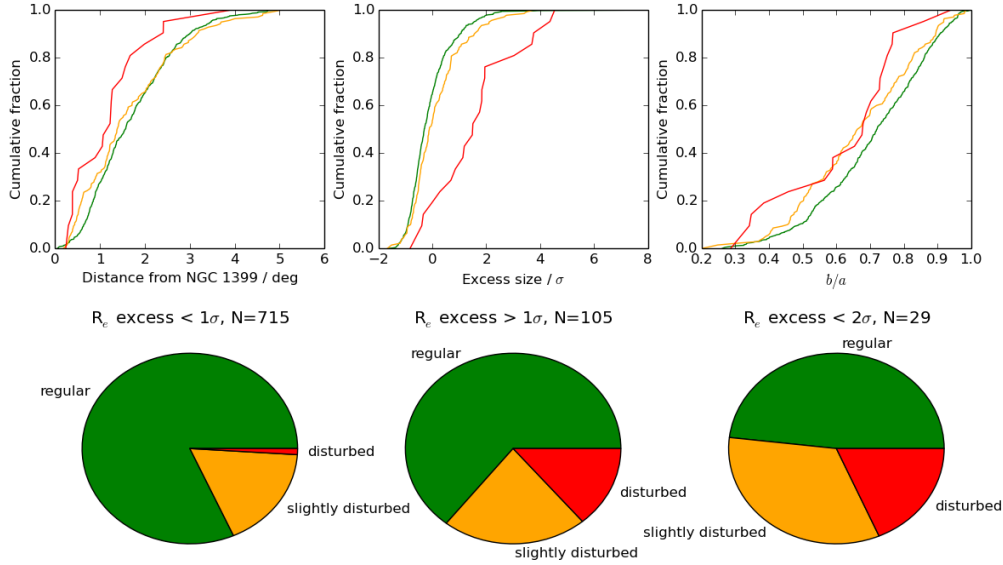 1.0
0.8
0.6
0.4
0.2
0.0
Cumulative fraction
0 1 2 3 4 5 6
Distance from NGC 1399 / deg
1.0
0.8
0.6
0.4
0.2
0.0
Cumulative fraction
−2 0 2 4 6 8
Excess size / σ
1.0
0.8
0.6
0.4
0.2
0.0
Cumulative fraction
0.2 0.3 0.4 0.5 0.6 0.7 0.8 0.9 1.0
b/a
Rₑ excess < 1σ, N=715
regular
disturbed
slightly disturbed
Rₑ excess > 1σ, N=105
regular
disturbed
slightly disturbed
Rₑ excess < 2σ, N=29
regular
disturbed
slightly disturbed